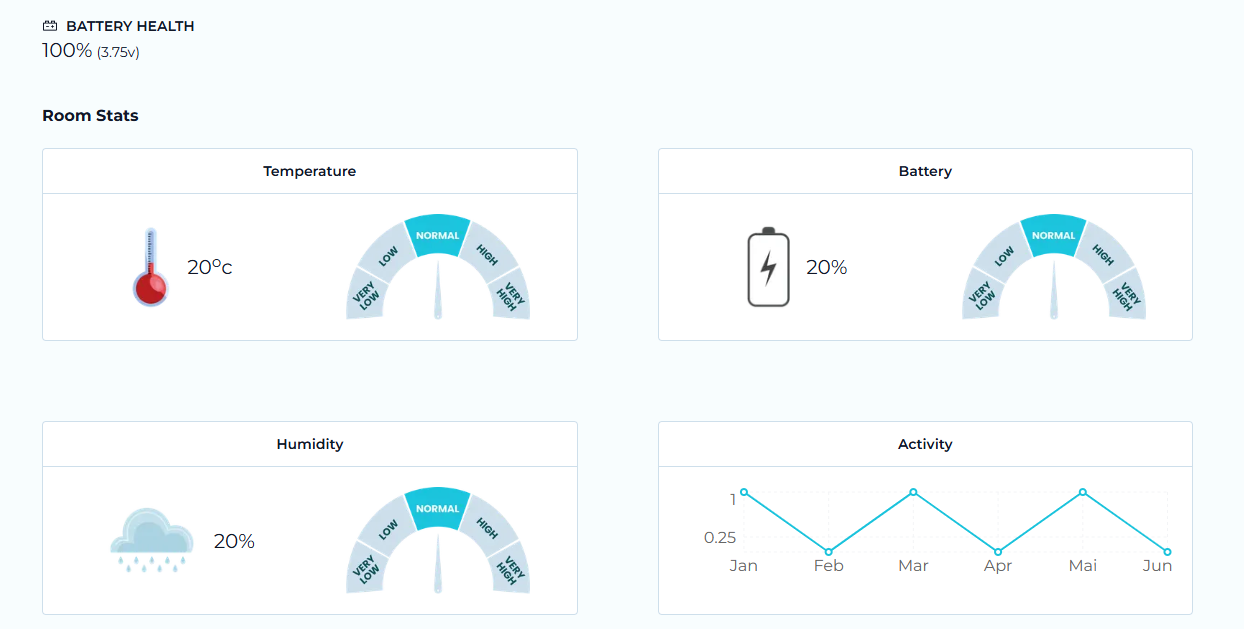 BATTERY HEALTH
100% (3.75v)
Room Stats
Temperature
20°c
VERY LOW
LOW
NORMAL
HIGH
VERY HIGH
Battery
20%
VERY LOW
LOW
NORMAL
HIGH
VERY HIGH
Humidity
20%
VERY LOW
LOW
NORMAL
HIGH
VERY HIGH
Activity
1
0.25
Jan Feb Mar Apr Mai Jun